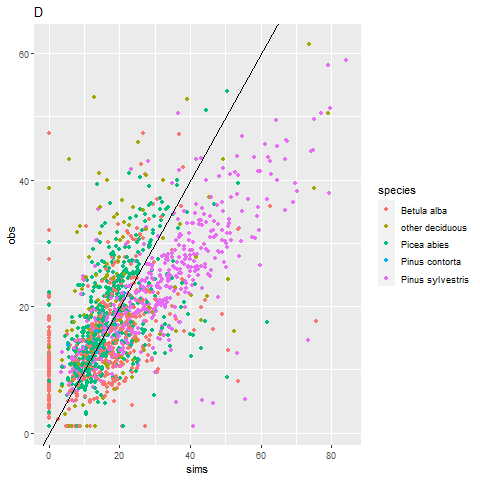 D
60
40
20
0
obs
0
20
40
60
80
sims
species
Betula alba
other deciduous
Picea abies
Pinus contorta
Pinus sylvestris